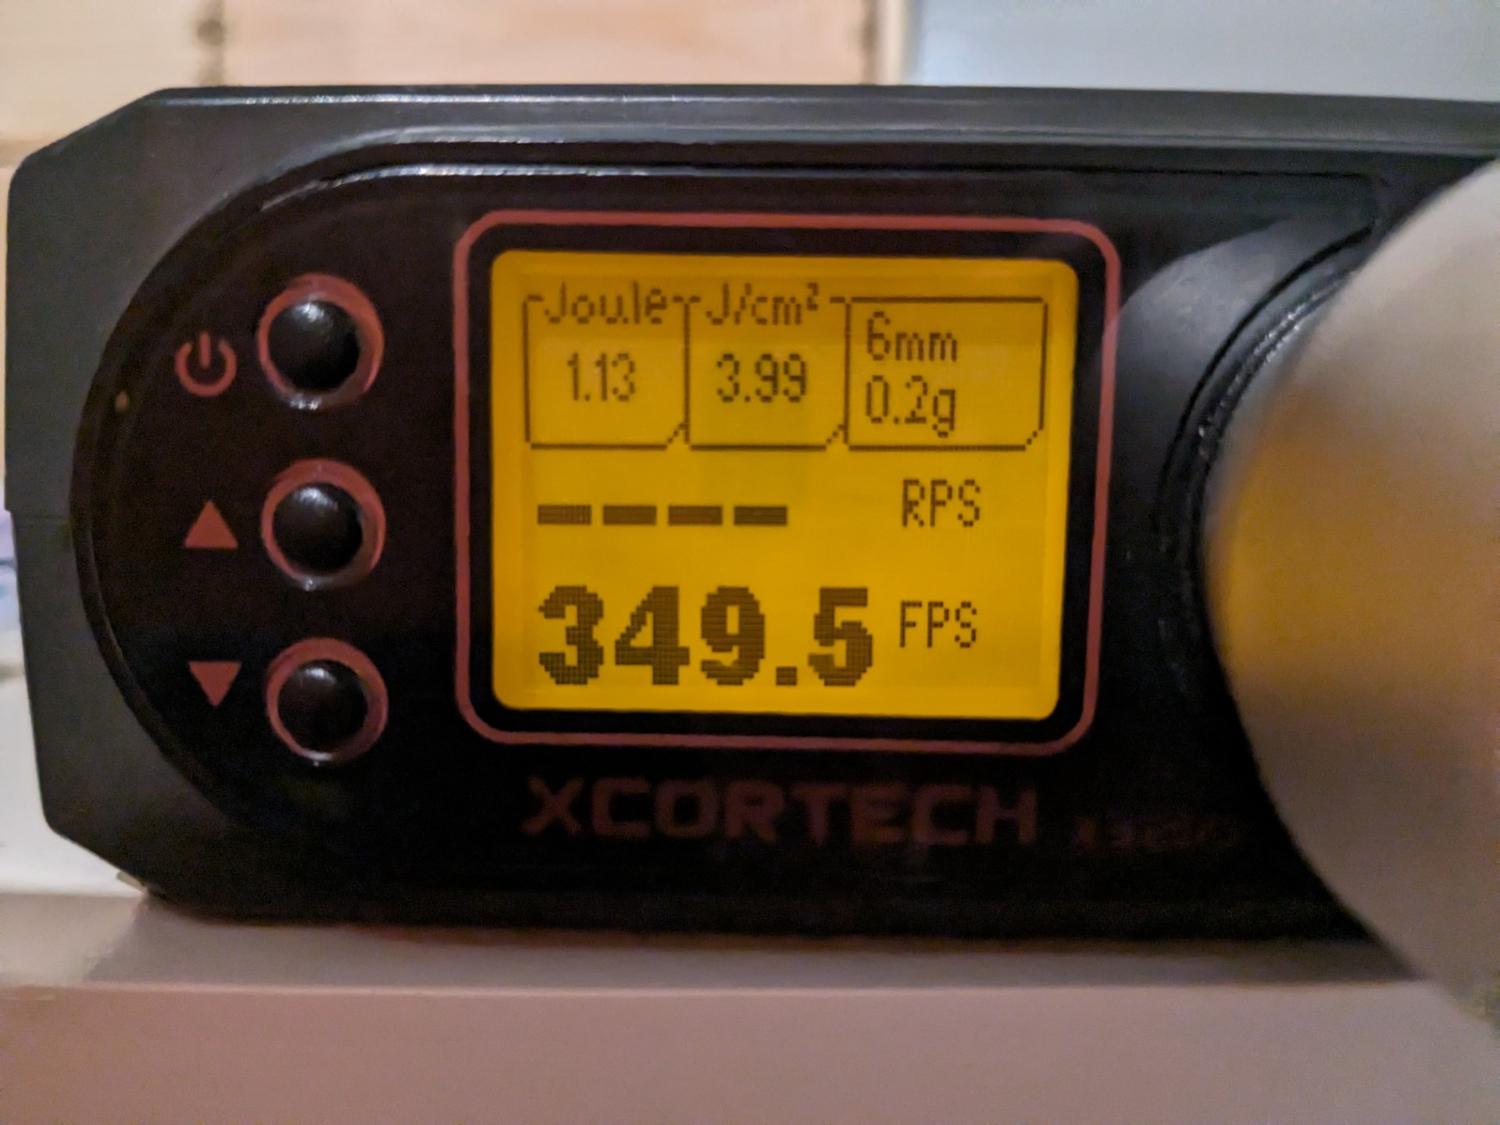 Joule J/cm² 6mm
1.13 3.99 0.2g
---- RPS
349.5 FPS
XCORTECH